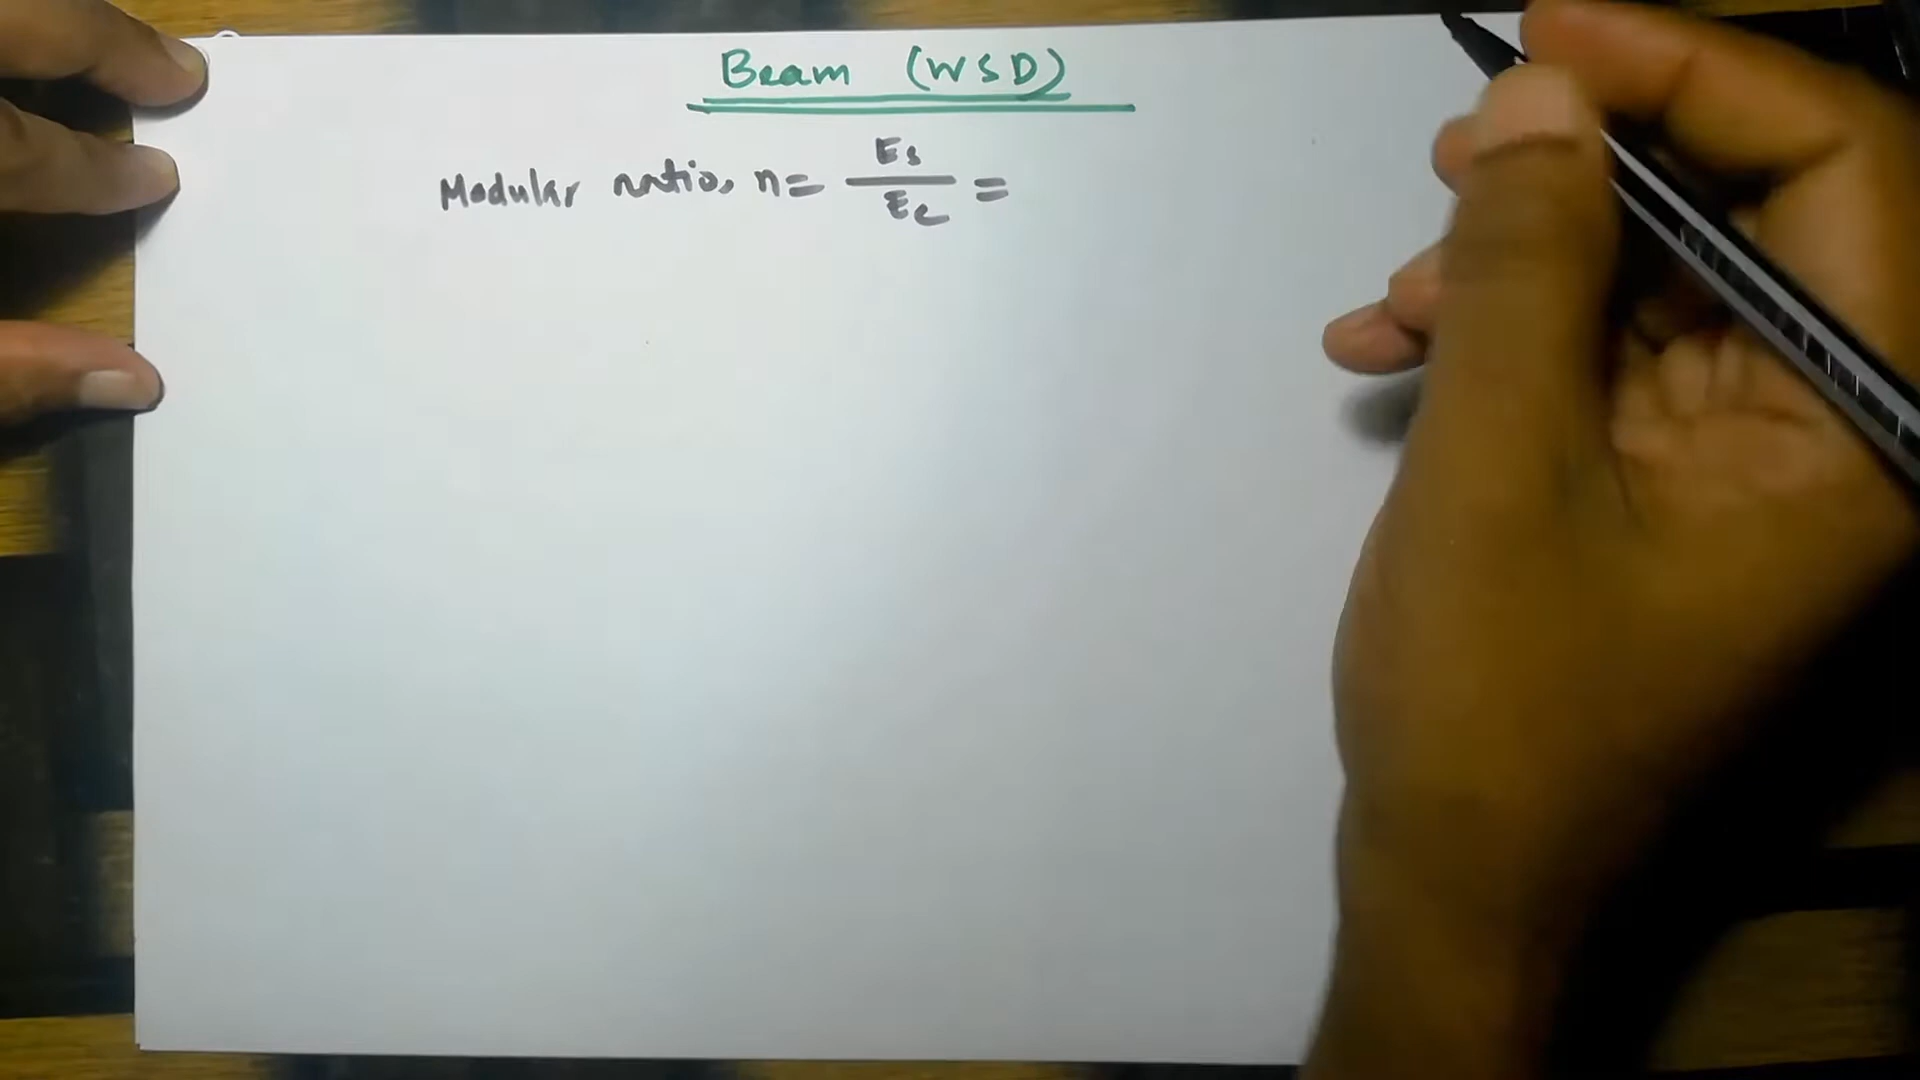 Beam (WSD)
Modular ratio, n = Es / Ec =